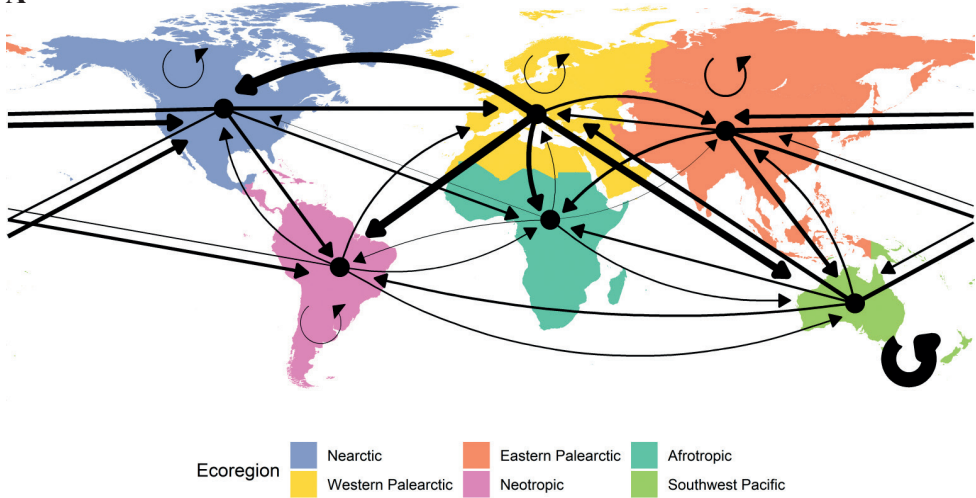 A
Nearctic Eastern Palearctic Afrotropic
Ecoregion
Western Palearctic Neotropic Southwest Pacific